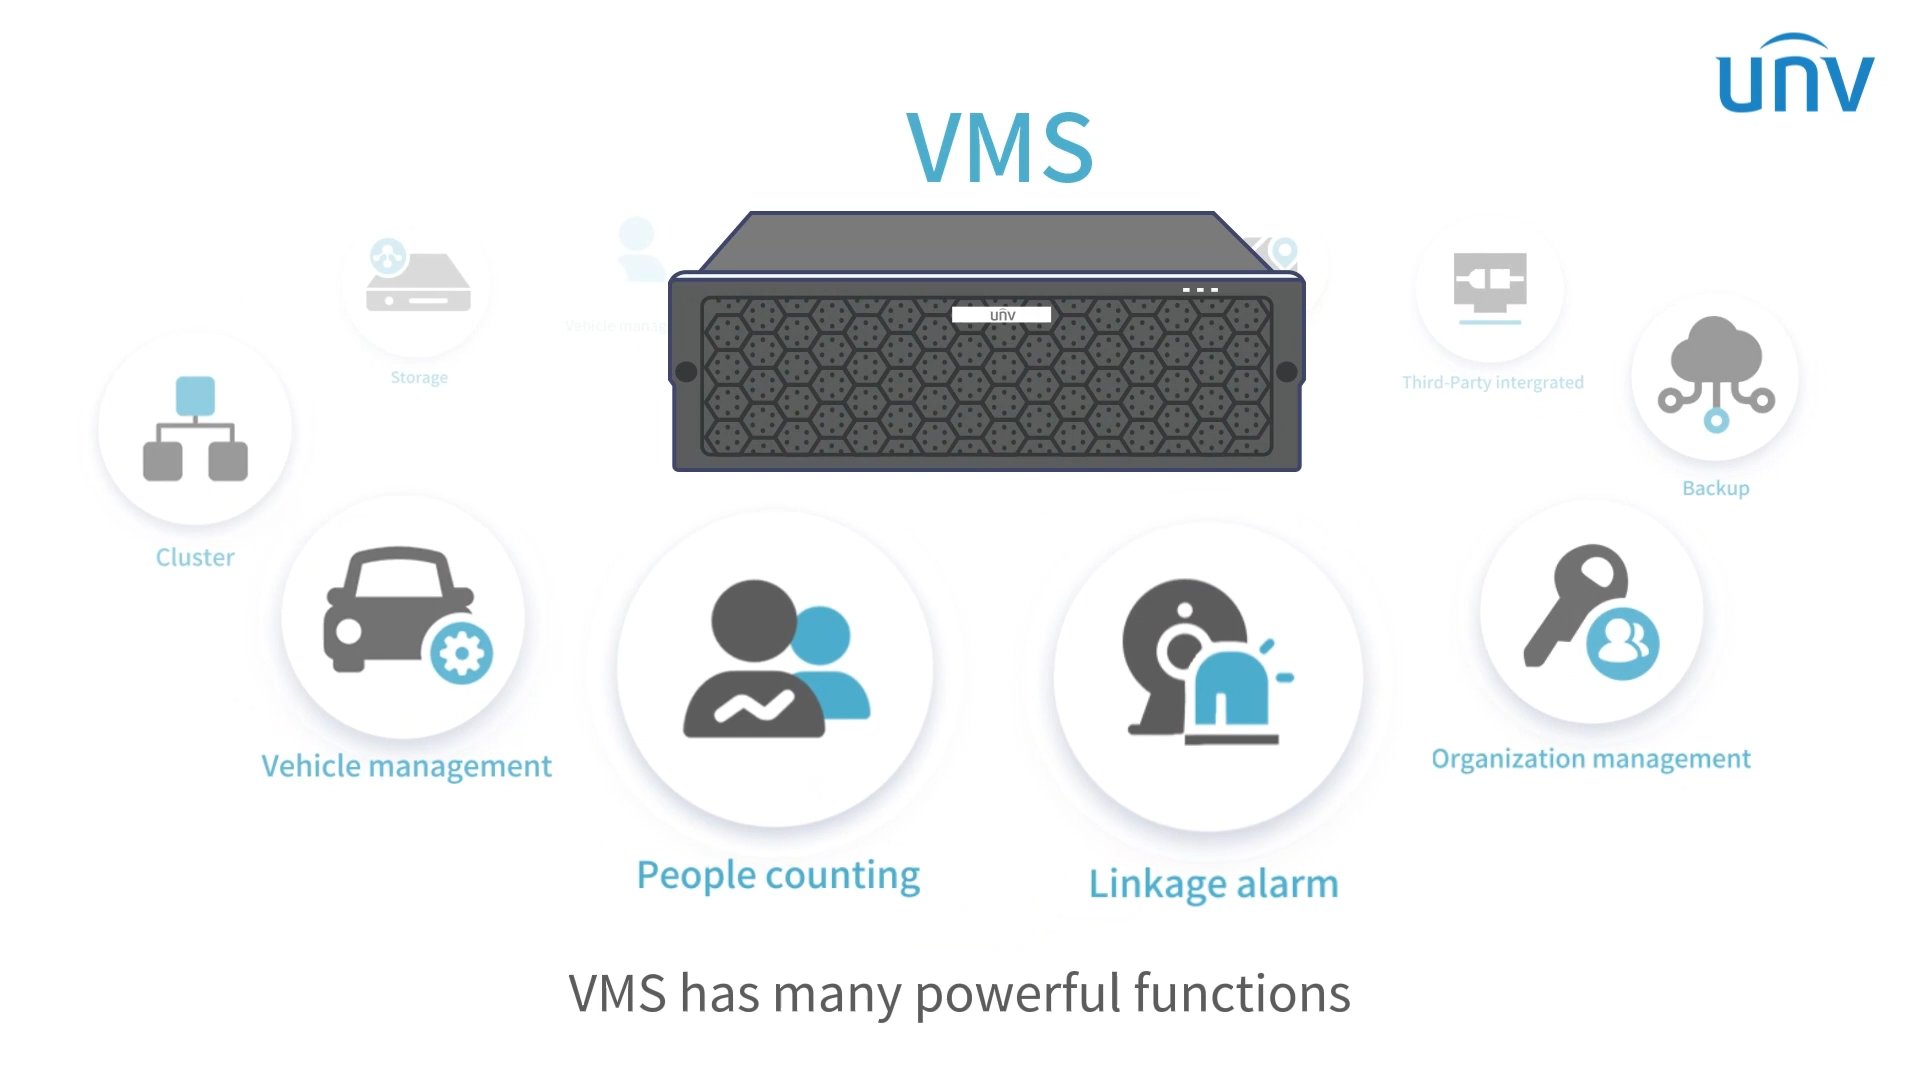 unv
VMS
unv
Storage
Third-Party intergrated
Backup
Cluster
Vehicle management
Organization management
People counting
Linkage alarm
VMS has many powerful functions